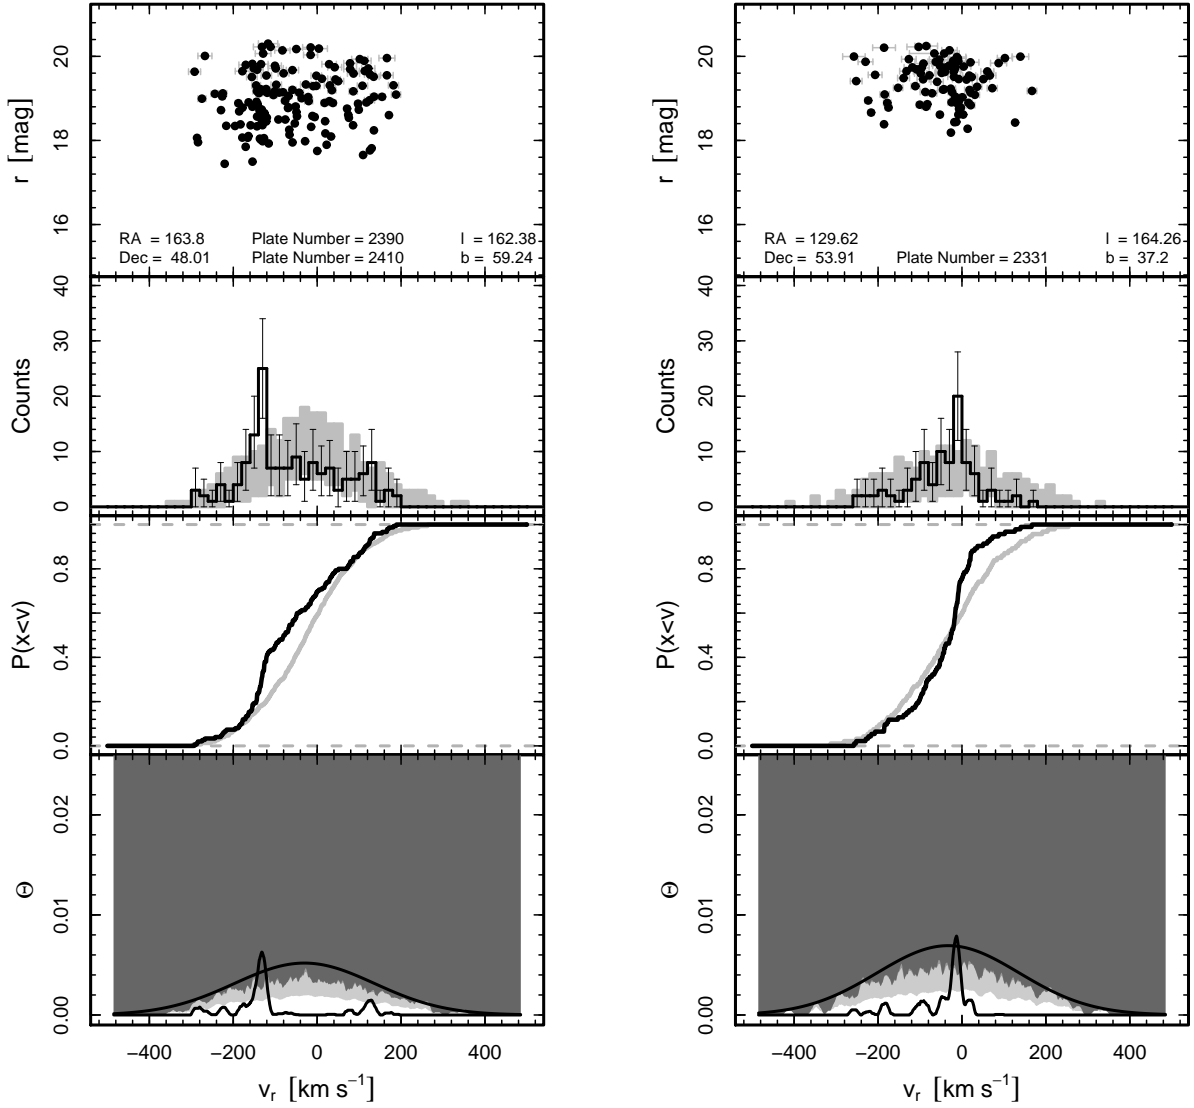 r [mag]
16 18 20
RA = 163.8 Plate Number = 2390 l = 162.38
Dec = 48.01 Plate Number = 2410 b = 59.24
Counts
0 10 20 30 40
P(x<v)
0.0 0.4 0.8
Θ
0.00 0.01 0.02
−400 −200 0 200 400
v_r [km s⁻¹]
r [mag]
16 18 20
RA = 129.62 l = 164.26
Dec = 53.91 Plate Number = 2331 b = 37.2
Counts
0 10 20 30 40
P(x<v)
0.0 0.4 0.8
Θ
0.00 0.01 0.02
−400 −200 0 200 400
v_r [km s⁻¹]